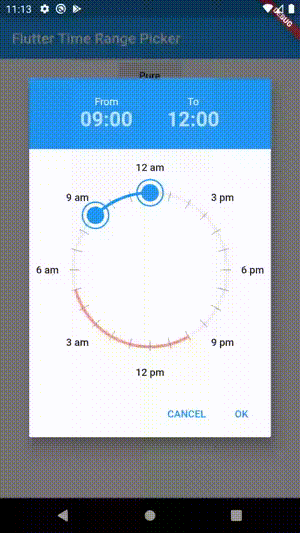 11:13
DEBUG
Flutter Time Range Picker
Pure
From To
09:00 12:00
12 am
9 am 3 pm
6 am 6 pm
3 am 9 pm
12 pm
CANCEL OK